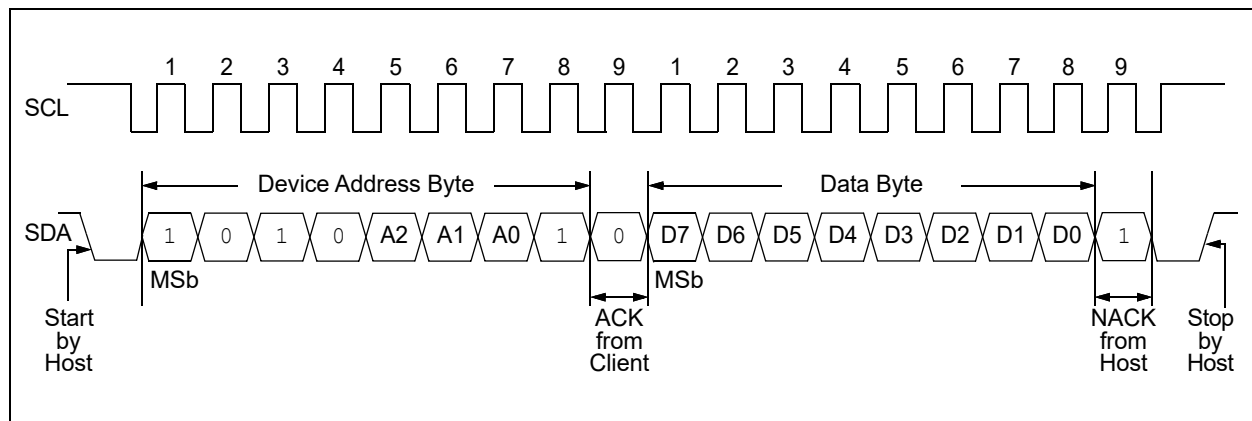 1 2 3 4 5 6 7 8 9 1 2 3 4 5 6 7 8 9
SCL
Device Address Byte Data Byte
SDA 1 0 1 0 A2 A1 A0 1 0 D7 D6 D5 D4 D3 D2 D1 D0 1
MSb MSb
Start by Host
ACK from Client
NACK from Host
Stop by Host